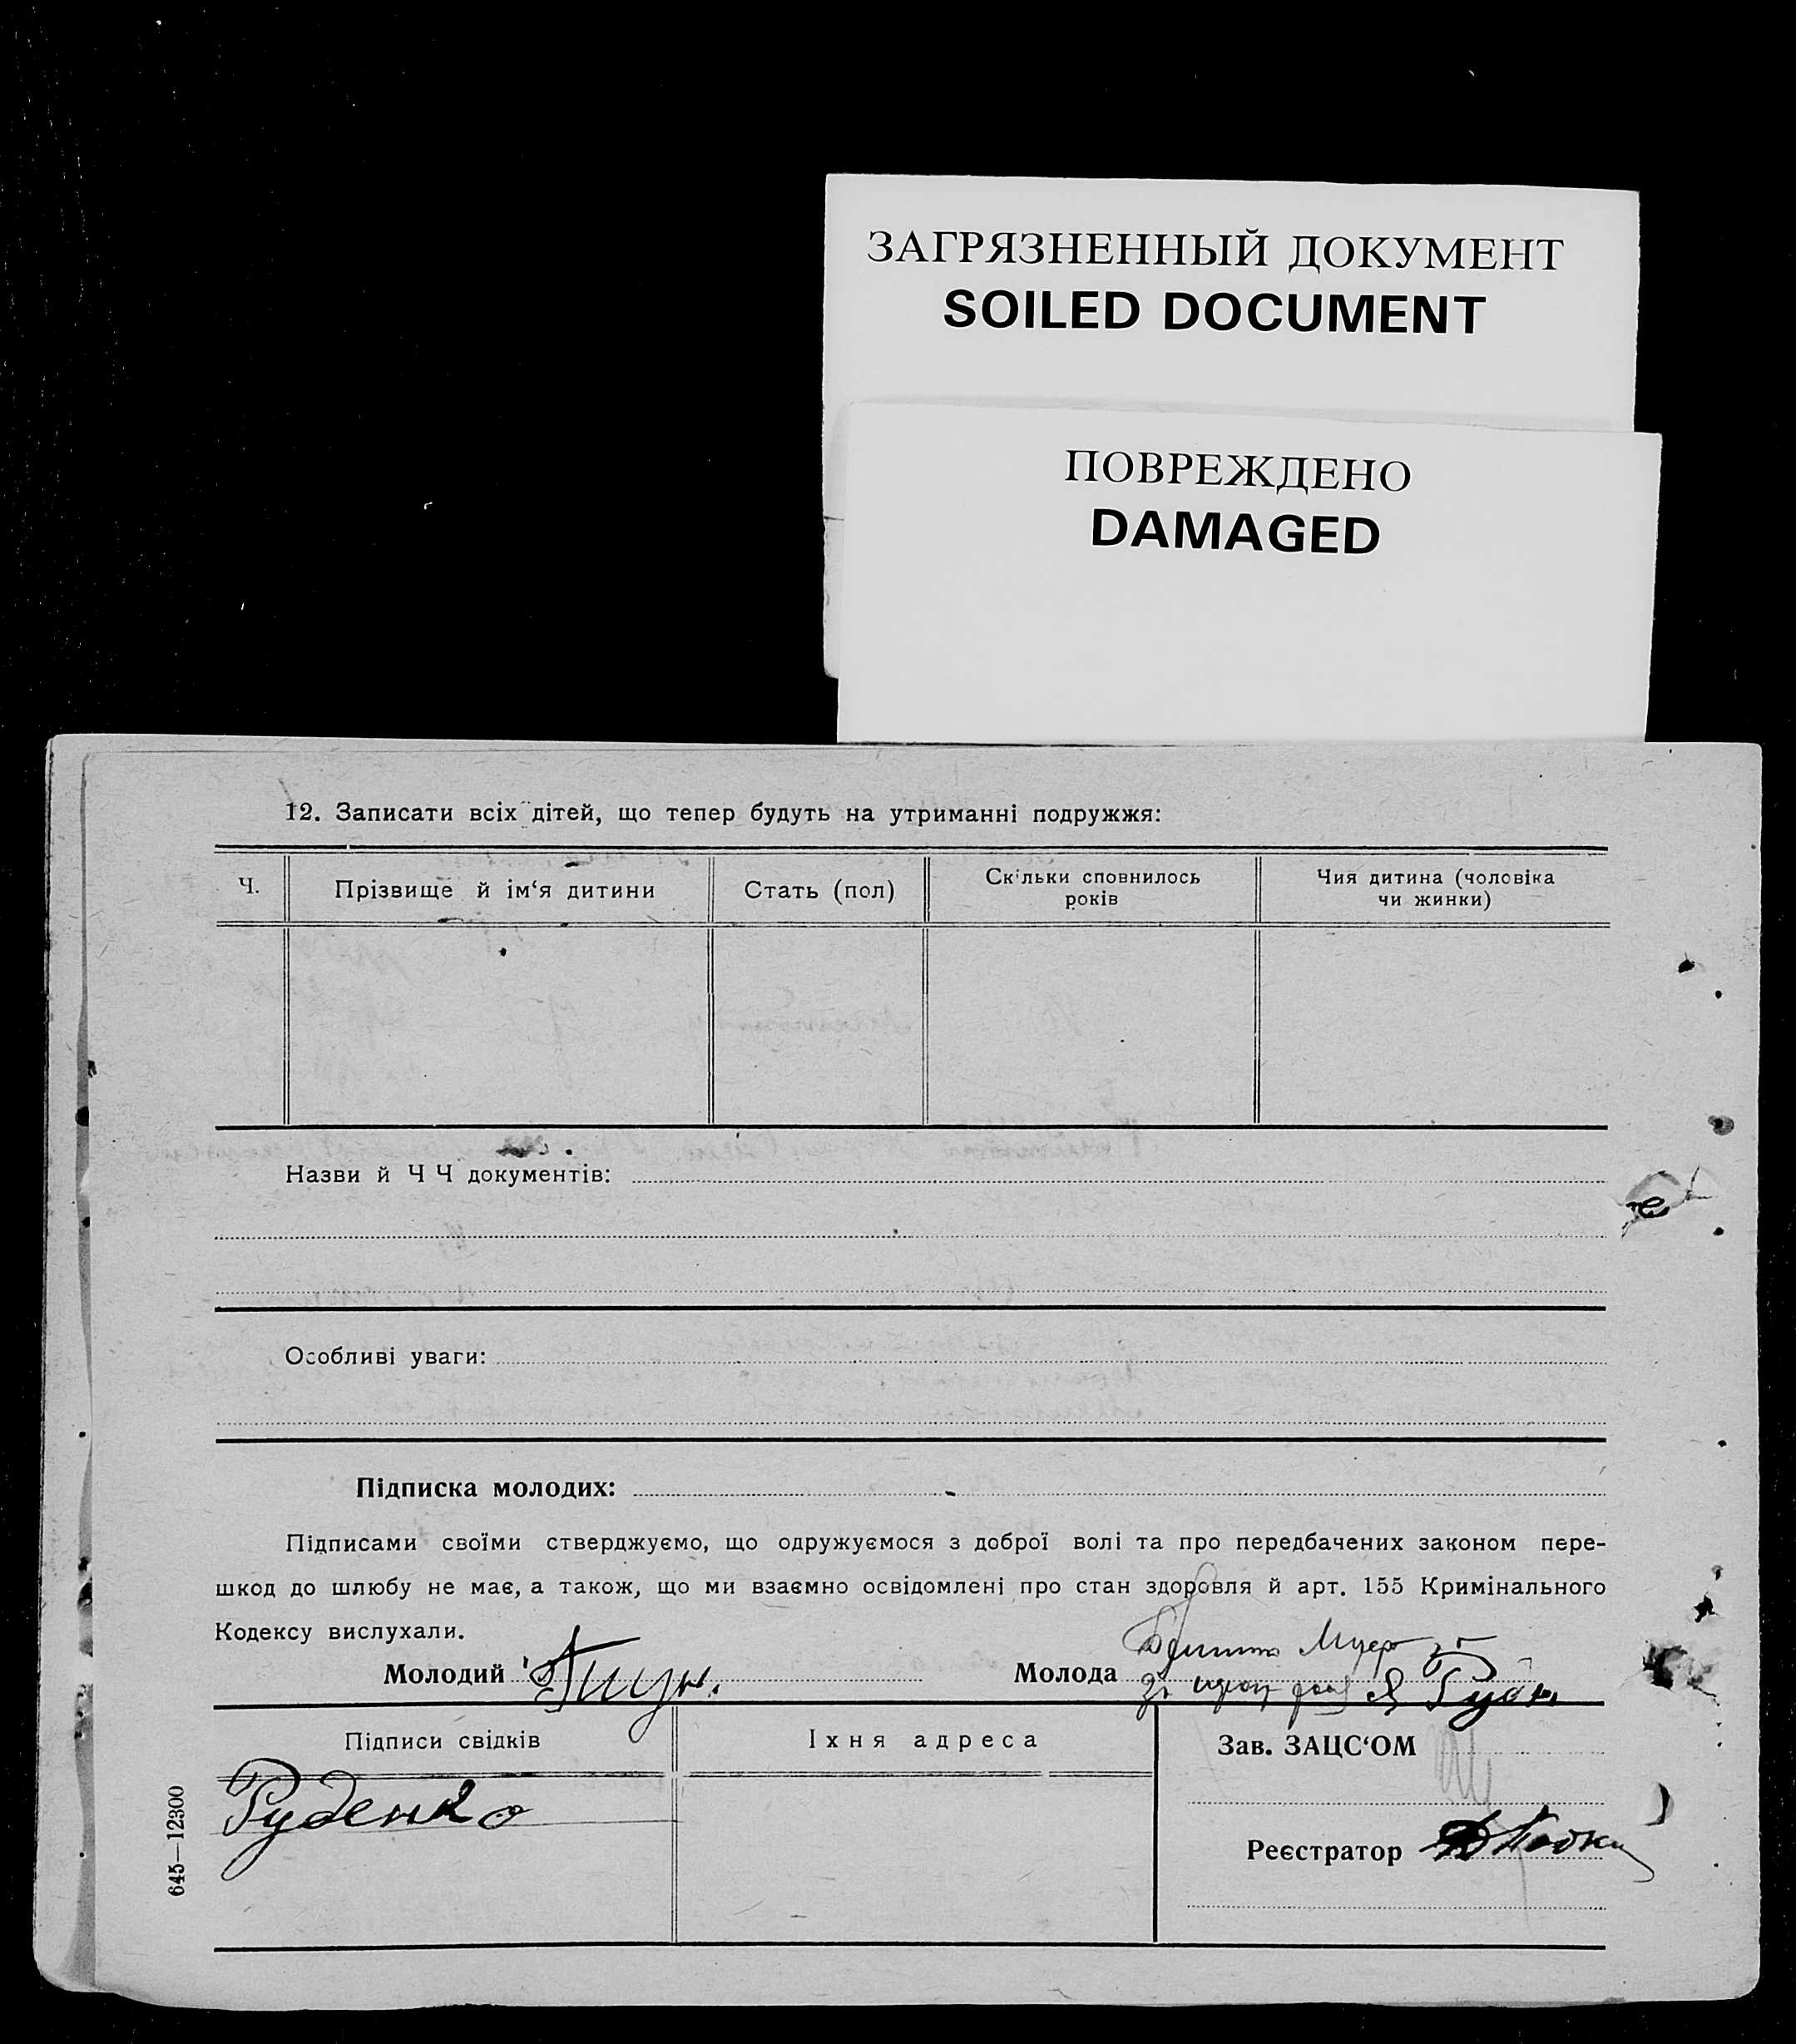 ЗАГРЯЗНЕННЫЙ ДОКУМЕНТ
SOILED DOCUMENT
ПОВРЕЖДЕНО
DAMAGED
12. Записати всіх дітей, що тепер будуть на утриманні подружжя:
Ч. Прізвище й ім‘я дитини Стать (пол) Скільки сповнилось років Чия дитина (чоловіка чи жинки)
Назви й Ч Ч документів:
Особливі уваги:
Підписка молодих:
Підписами своїми стверджуємо, що одружуємося з доброї волі та про передбачених законом пере-
шкод до шлюбу не має, а також, що ми взаємно освідомлені про стан здоровля й арт. 155 Кримінального
Кодексу вислухали.
Молодий Молода
Підписи свідків Їхня адреса Зав. ЗАЦС‘ОМ
Руденко
Реєстратор
645—12300